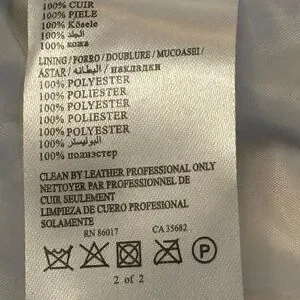 100% CUIR
100% PIELE
100% Kösele
100% الجلد
100% кожа
LINING / FORRO / DOUBLURE / MUCOASEI /
ASTAR / البطانة / накладки
100% POLYESTER
100% POLIESTER
100% POLYESTER
100% POLIESTER
100% POLYESTER
100% البوليستر
100% полиэстер
CLEAN BY LEATHER PROFESSIONAL ONLY
NETTOYER PAR PROFESSIONNEL DE
CUIR SEULEMENT
LIMPIEZA DE CUERO PROFESIONAL
SOLAMENTE
RN 86017 CA 35682
P
2 of 2